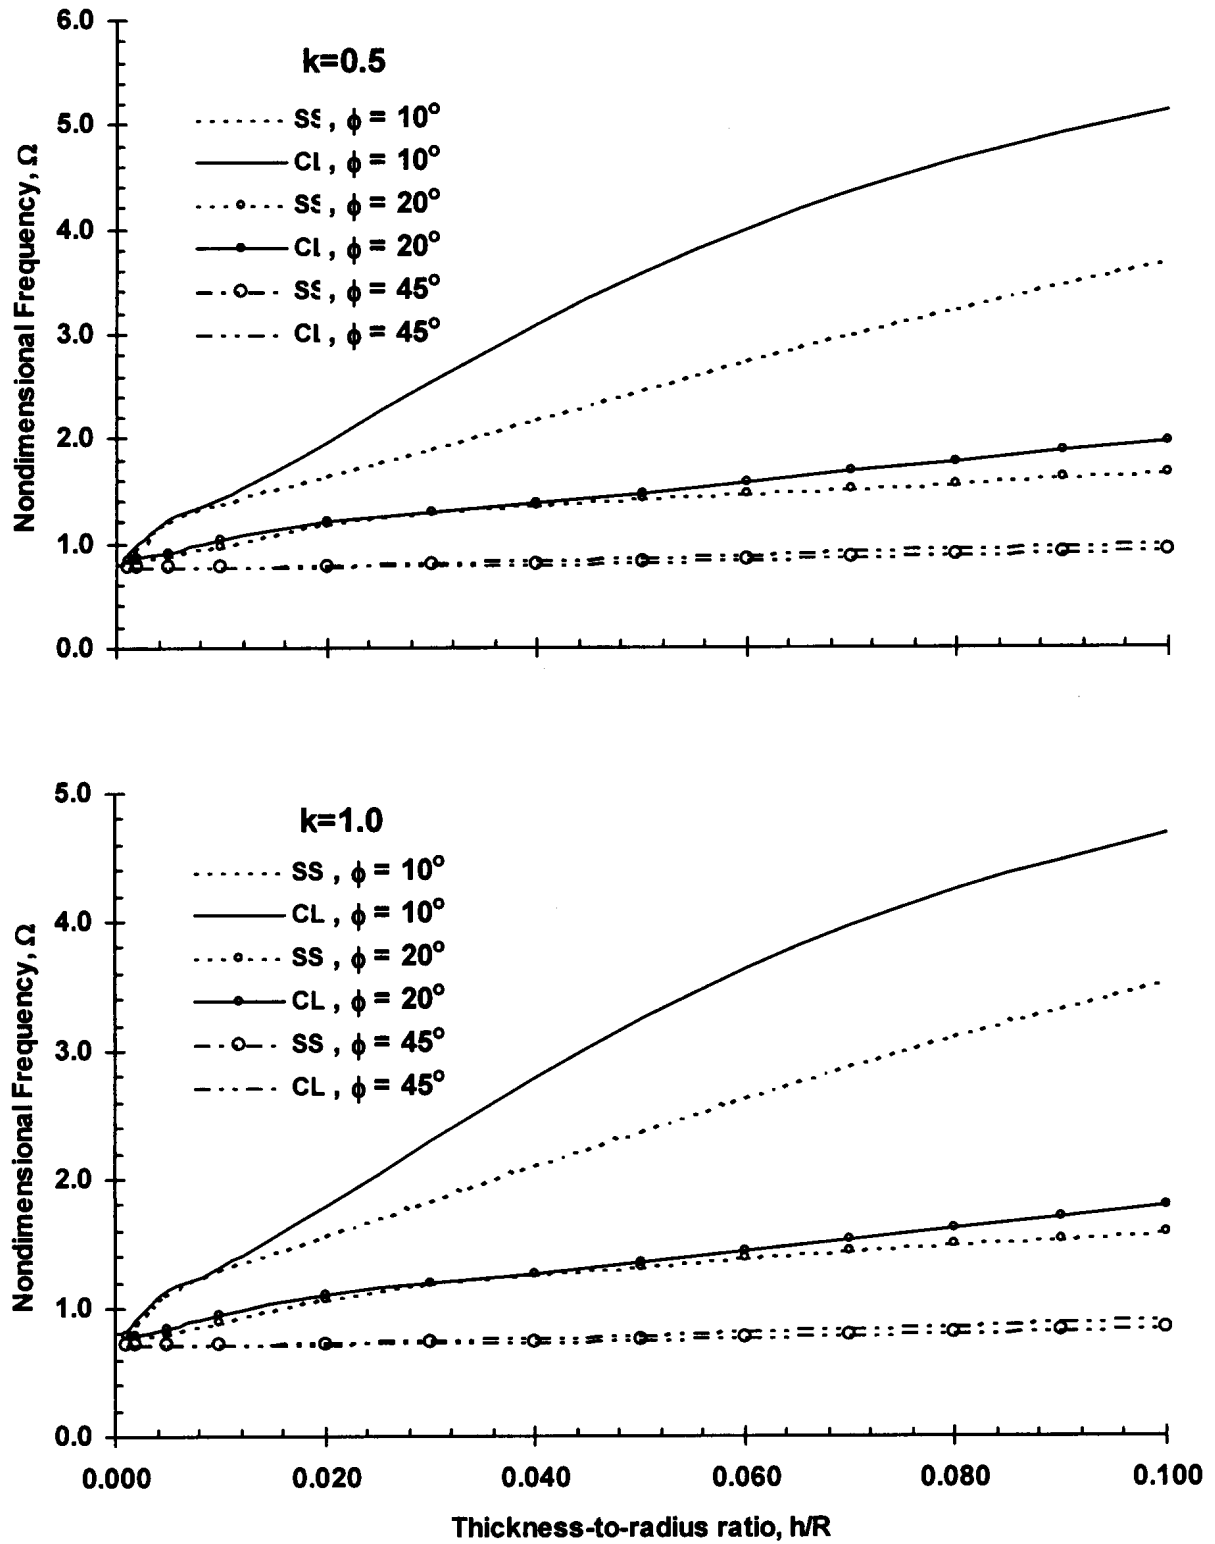 6.0
k=0.5
SS , ϕ = 10°
5.0
CL , ϕ = 10°
SS , ϕ = 20°
4.0
CL , ϕ = 20°
SS , ϕ = 45°
3.0
CL , ϕ = 45°
2.0
1.0
0.0
Nondimensional Frequency, Ω
5.0
k=1.0
SS , ϕ = 10°
CL , ϕ = 10°
4.0
SS , ϕ = 20°
CL , ϕ = 20°
SS , ϕ = 45°
3.0
CL , ϕ = 45°
2.0
1.0
0.0
Nondimensional Frequency, Ω
0.000 0.020 0.040 0.060 0.080 0.100
Thickness-to-radius ratio, h/R